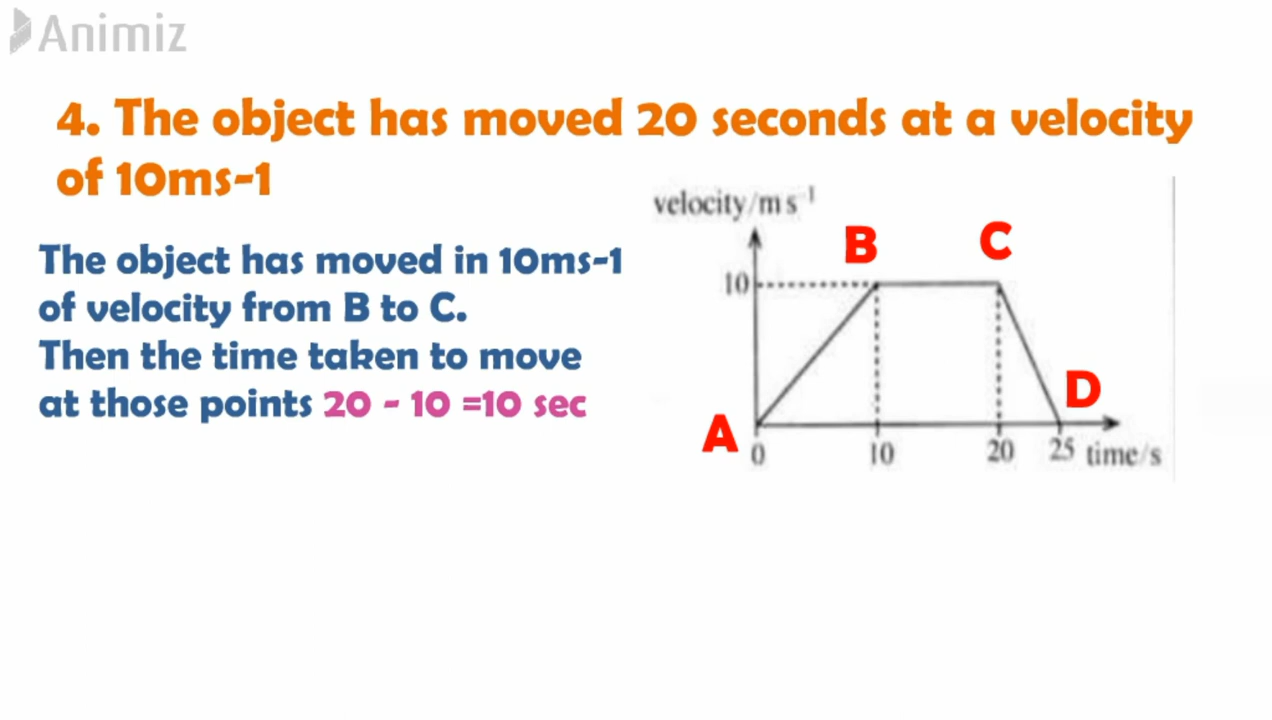 Animiz
4. The object has moved 20 seconds at a velocity
of 10ms-1
The object has moved in 10ms-1
of velocity from B to C.
Then the time taken to move
at those points 20 - 10 =10 sec
velocity/m s⁻¹
B
C
10
D
A
0
10
20
25
time/s